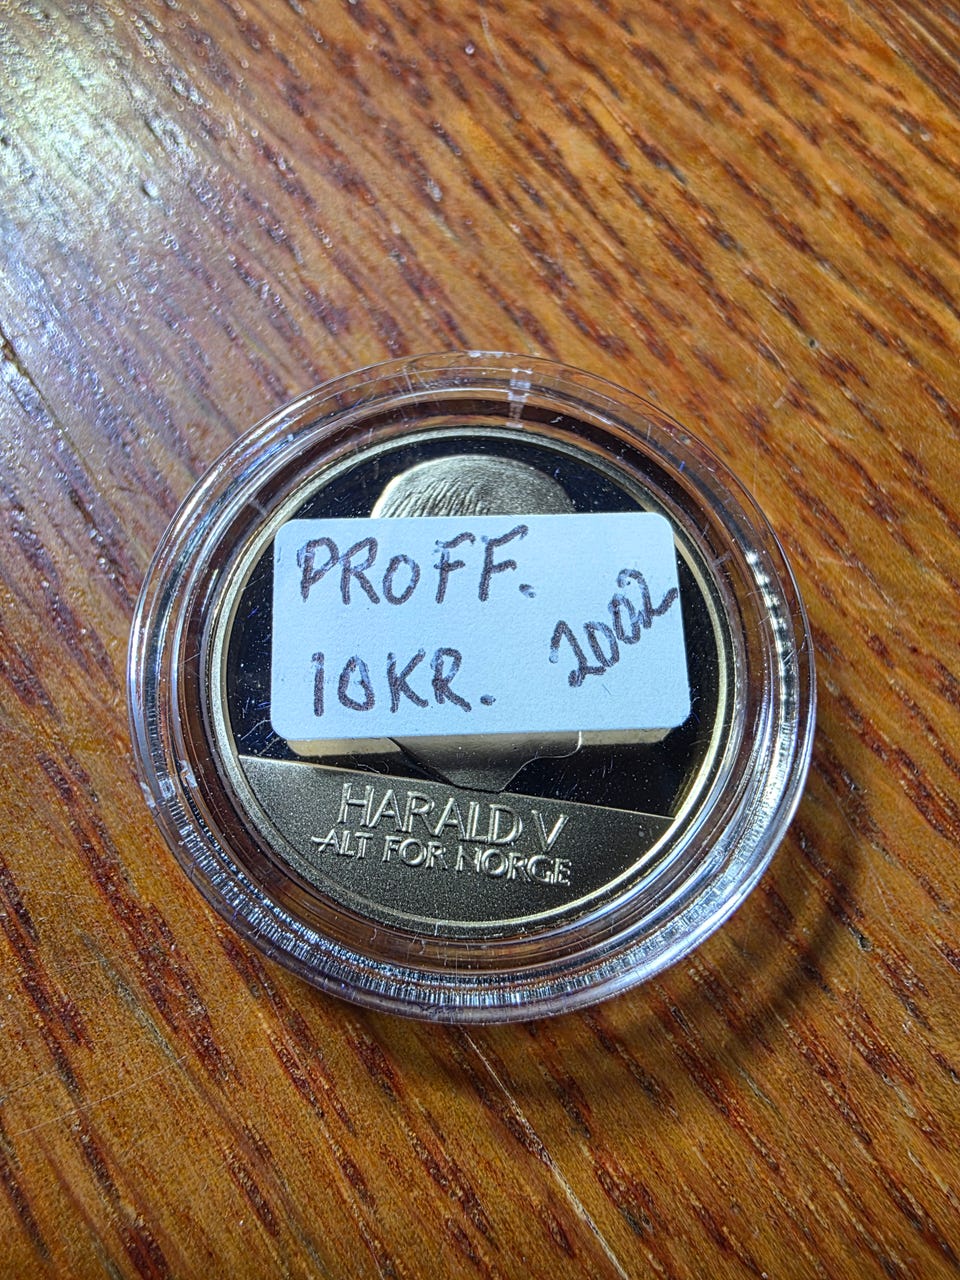 PROFF.
10KR. 2002
HARALD V
ALT FOR NORGE